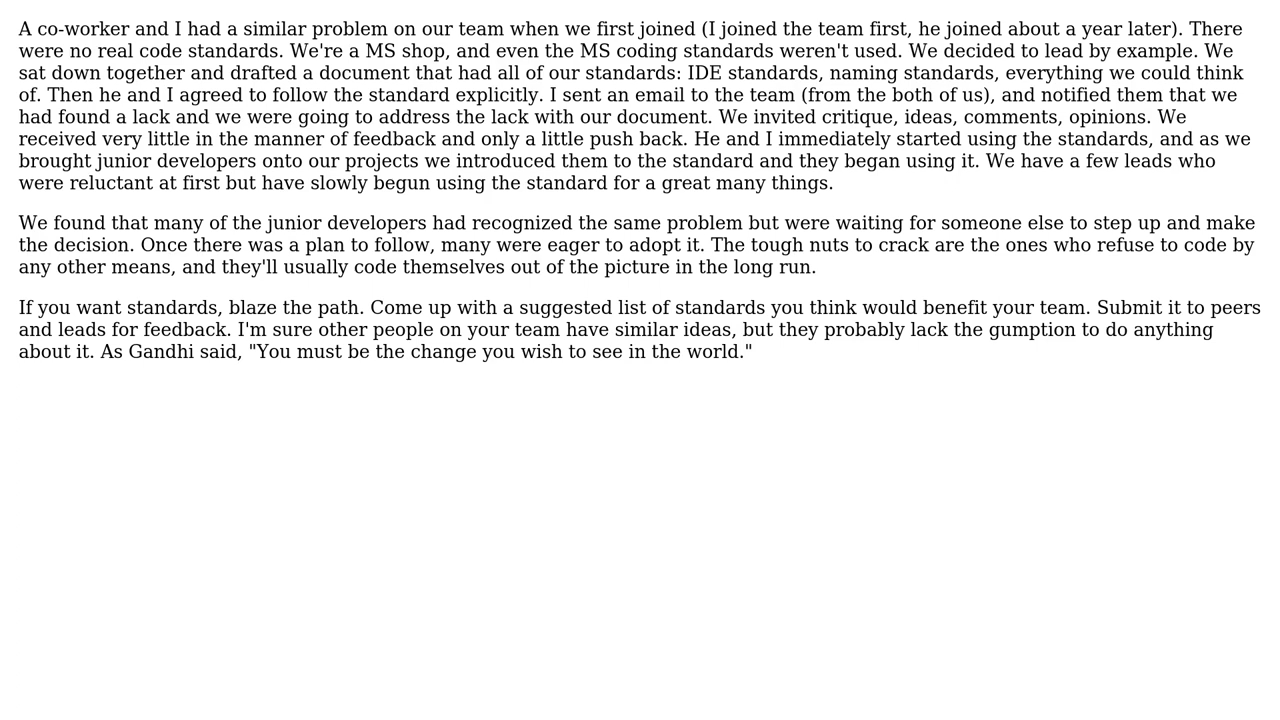 A co-worker and I had a similar problem on our team when we first joined (I joined the team first, he joined about a year later). There
were no real code standards. We're a MS shop, and even the MS coding standards weren't used. We decided to lead by example. We
sat down together and drafted a document that had all of our standards: IDE standards, naming standards, everything we could think
of. Then he and I agreed to follow the standard explicitly. I sent an email to the team (from the both of us), and notified them that we
had found a lack and we were going to address the lack with our document. We invited critique, ideas, comments, opinions. We
received very little in the manner of feedback and only a little push back. He and I immediately started using the standards, and as we
brought junior developers onto our projects we introduced them to the standard and they began using it. We have a few leads who
were reluctant at first but have slowly begun using the standard for a great many things.
We found that many of the junior developers had recognized the same problem but were waiting for someone else to step up and make
the decision. Once there was a plan to follow, many were eager to adopt it. The tough nuts to crack are the ones who refuse to code by
any other means, and they'll usually code themselves out of the picture in the long run.
If you want standards, blaze the path. Come up with a suggested list of standards you think would benefit your team. Submit it to peers
and leads for feedback. I'm sure other people on your team have similar ideas, but they probably lack the gumption to do anything
about it. As Gandhi said, "You must be the change you wish to see in the world."